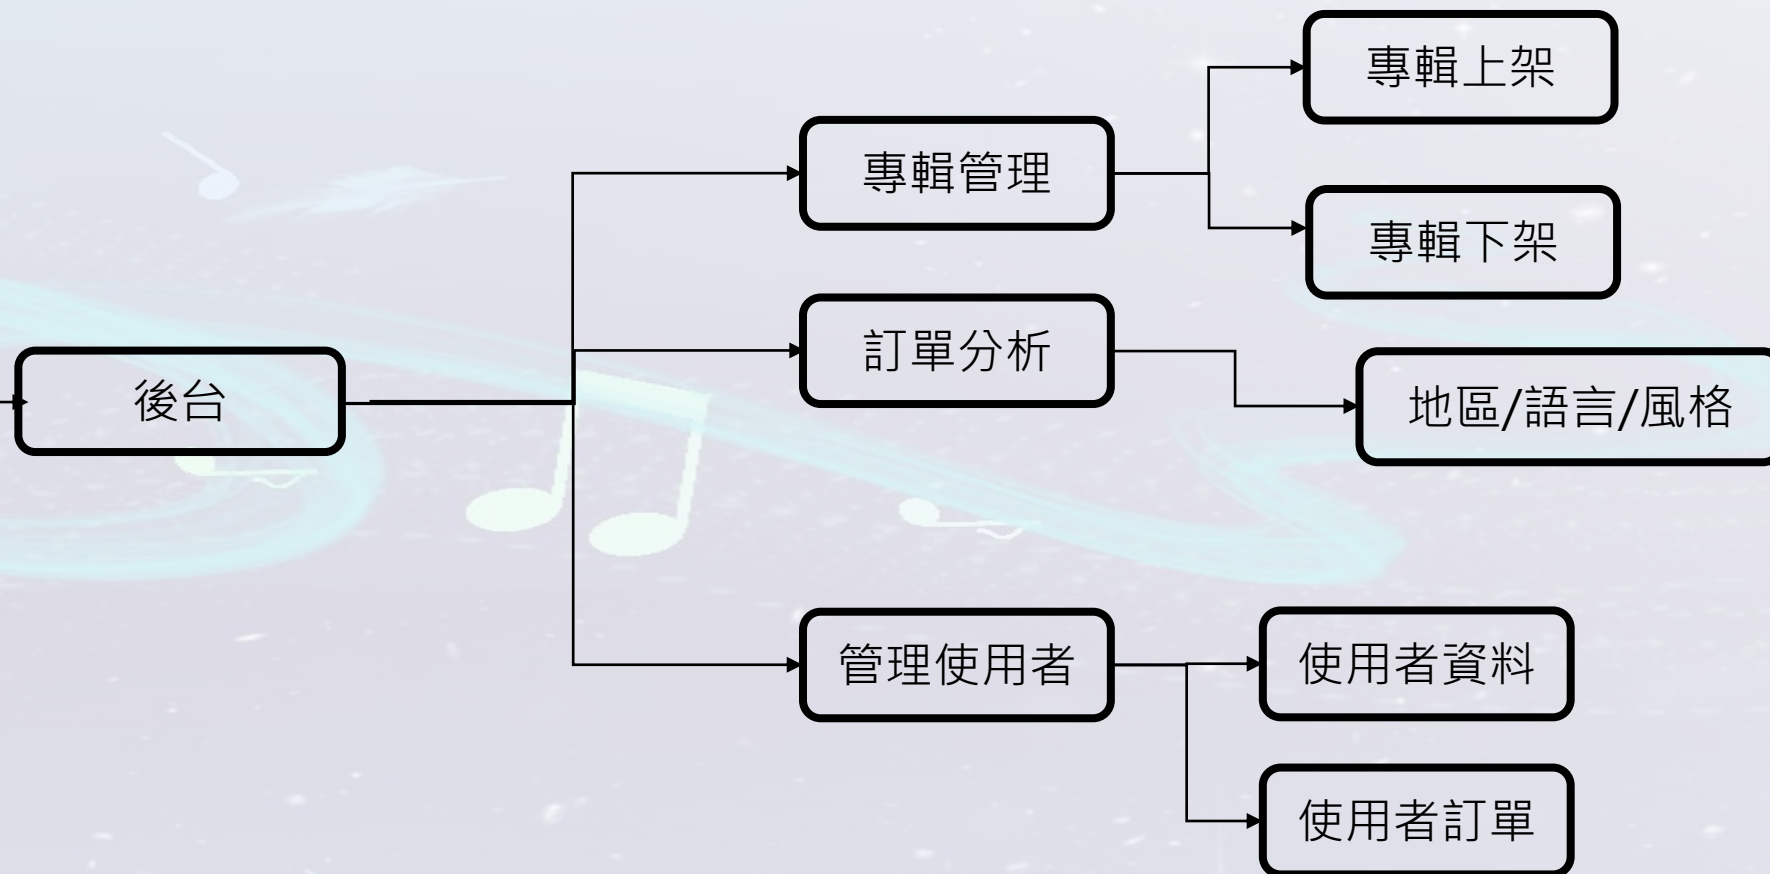 後台
專輯管理
專輯上架
專輯下架
訂單分析
地區/語言/風格
管理使用者
使用者資料
使用者訂單